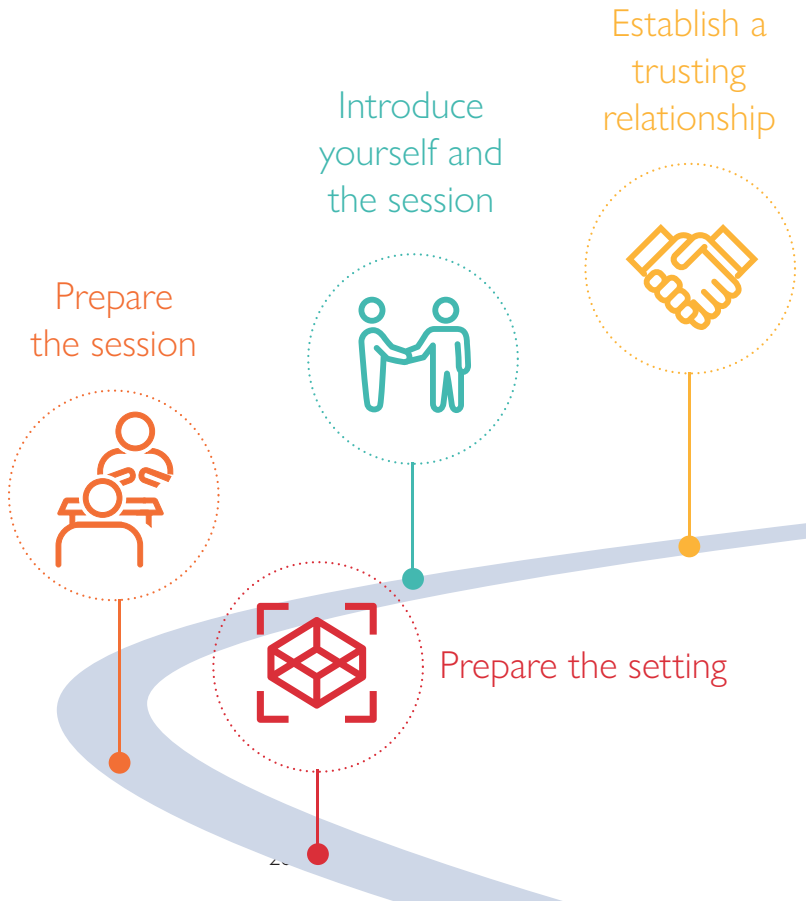 Establish a
trusting
relationship
Introduce
yourself and
the session
Prepare
the session
Prepare the setting